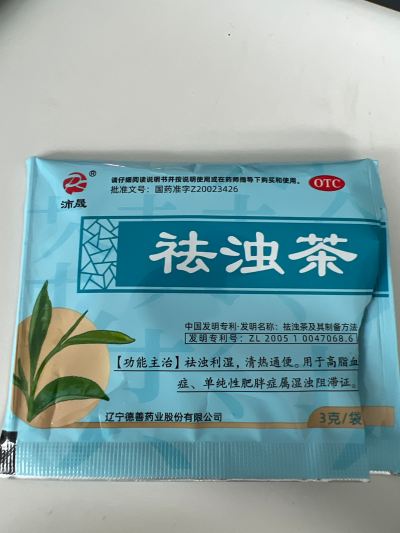 沛晟
®
请仔细阅读说明书并按说明使用或在药师指导下购买和使用。
批准文号：国药准字Z20023426
OTC
祛浊茶
中国发明专利·发明名称：祛浊茶及其制备方法
发明专利号：ZL 2005 1 0047068.6
【功能主治】祛浊利湿，清热通便。用于高脂血
症、单纯性肥胖症属湿浊阻滞证。
辽宁德善药业股份有限公司
3克/袋